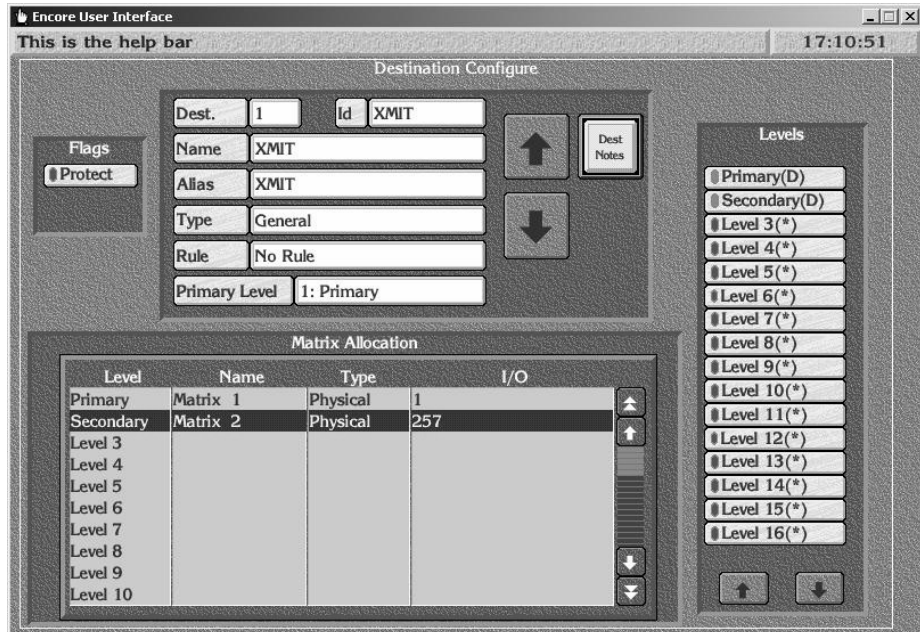 Encore User Interface
This is the help bar
17:10:51
Destination Configure
Flags
Protect
Dest. 1 Id XMIT
Name XMIT
Alias XMIT
Type General
Rule No Rule
Primary Level 1: Primary
Dest
Notes
Levels
Primary(D)
Secondary(D)
Level 3(*)
Level 4(*)
Level 5(*)
Level 6(*)
Level 7(*)
Level 8(*)
Level 9(*)
Level 10(*)
Level 11(*)
Level 12(*)
Level 13(*)
Level 14(*)
Level 15(*)
Level 16(*)
Matrix Allocation
Level Name Type I/O
Primary Matrix 1 Physical 1
Secondary Matrix 2 Physical 257
Level 3
Level 4
Level 5
Level 6
Level 7
Level 8
Level 9
Level 10